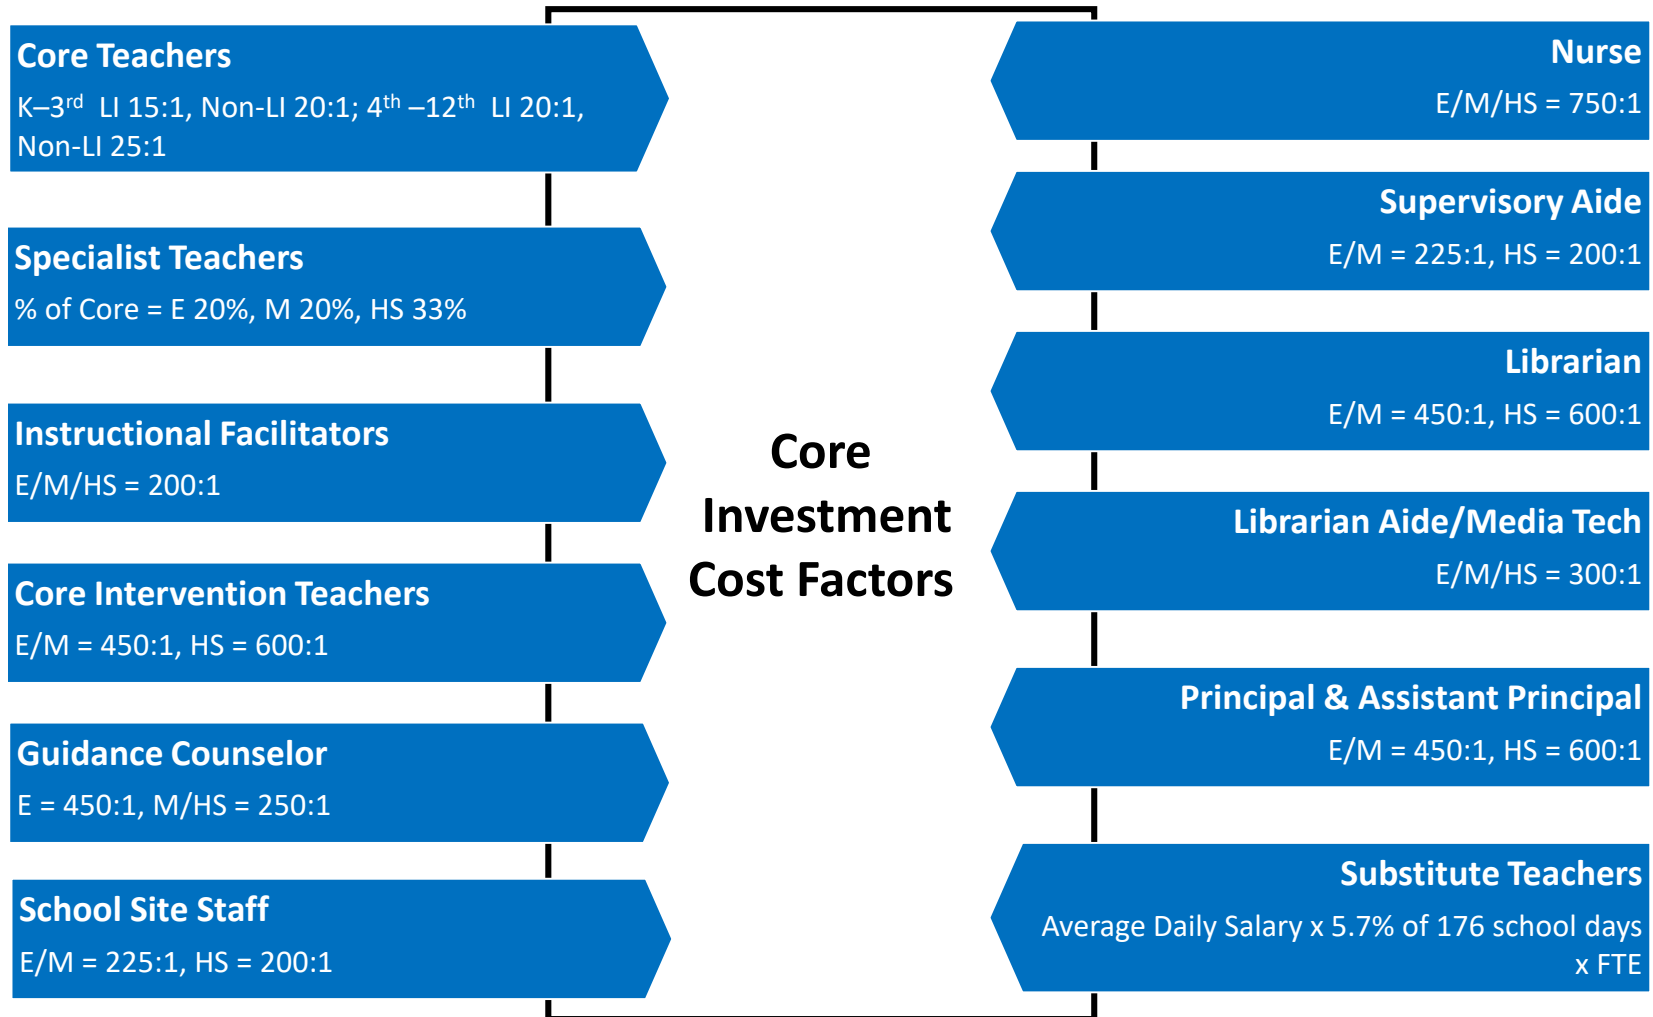 Core Teachers
K–3rd LI 15:1, Non-LI 20:1; 4th –12th LI 20:1,
Non-LI 25:1
Specialist Teachers
% of Core = E 20%, M 20%, HS 33%
Instructional Facilitators
E/M/HS = 200:1
Core Intervention Teachers
E/M = 450:1, HS = 600:1
Guidance Counselor
E = 450:1, M/HS = 250:1
School Site Staff
E/M = 225:1, HS = 200:1
Core
Investment
Cost Factors
Nurse
E/M/HS = 750:1
Supervisory Aide
E/M = 225:1, HS = 200:1
Librarian
E/M = 450:1, HS = 600:1
Librarian Aide/Media Tech
E/M/HS = 300:1
Principal & Assistant Principal
E/M = 450:1, HS = 600:1
Substitute Teachers
Average Daily Salary x 5.7% of 176 school days
x FTE